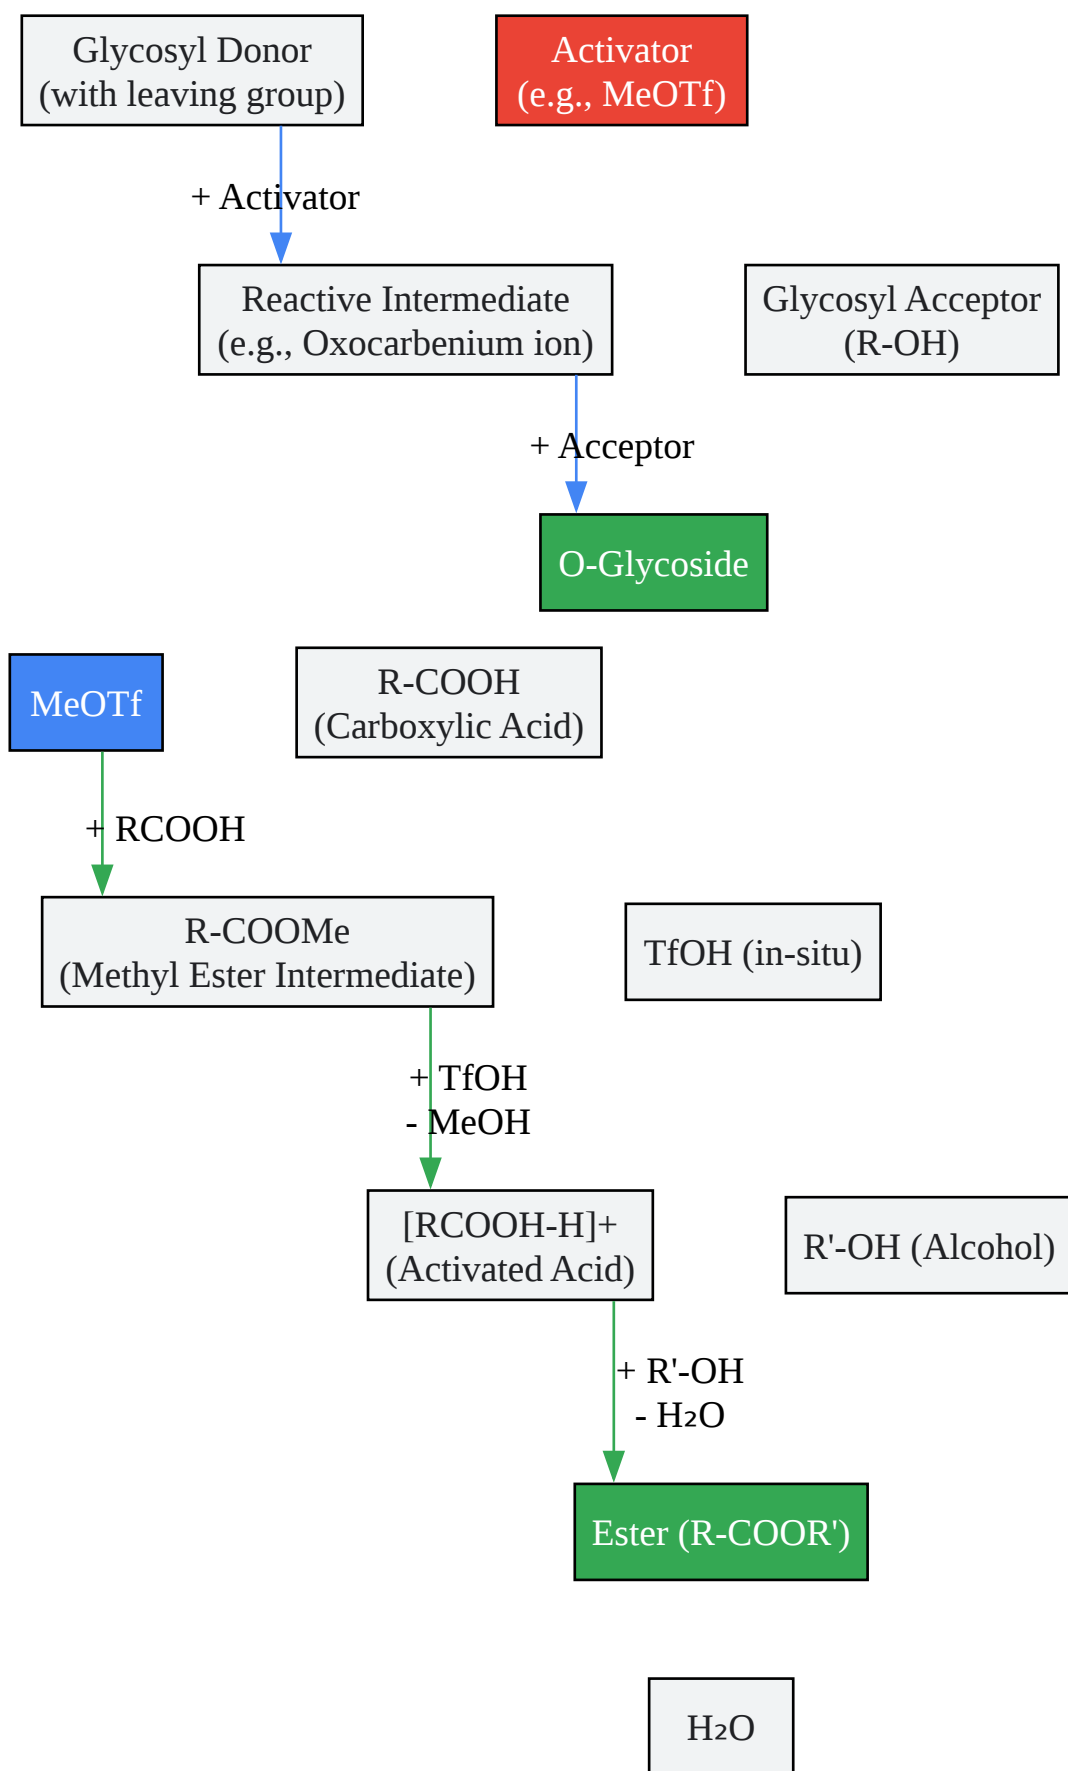 Glycosyl Donor
(with leaving group)
Activator
(e.g., MeOTf)
+ Activator
Reactive Intermediate
(e.g., Oxocarbenium ion)
Glycosyl Acceptor
(R-OH)
+ Acceptor
O-Glycoside
MeOTf
R-COOH
(Carboxylic Acid)
+ RCOOH
R-COOMe
(Methyl Ester Intermediate)
TfOH (in-situ)
+ TfOH
- MeOH
[RCOOH-H]+
(Activated Acid)
R'-OH (Alcohol)
+ R'-OH
- H₂O
Ester (R-COOR')
H₂O